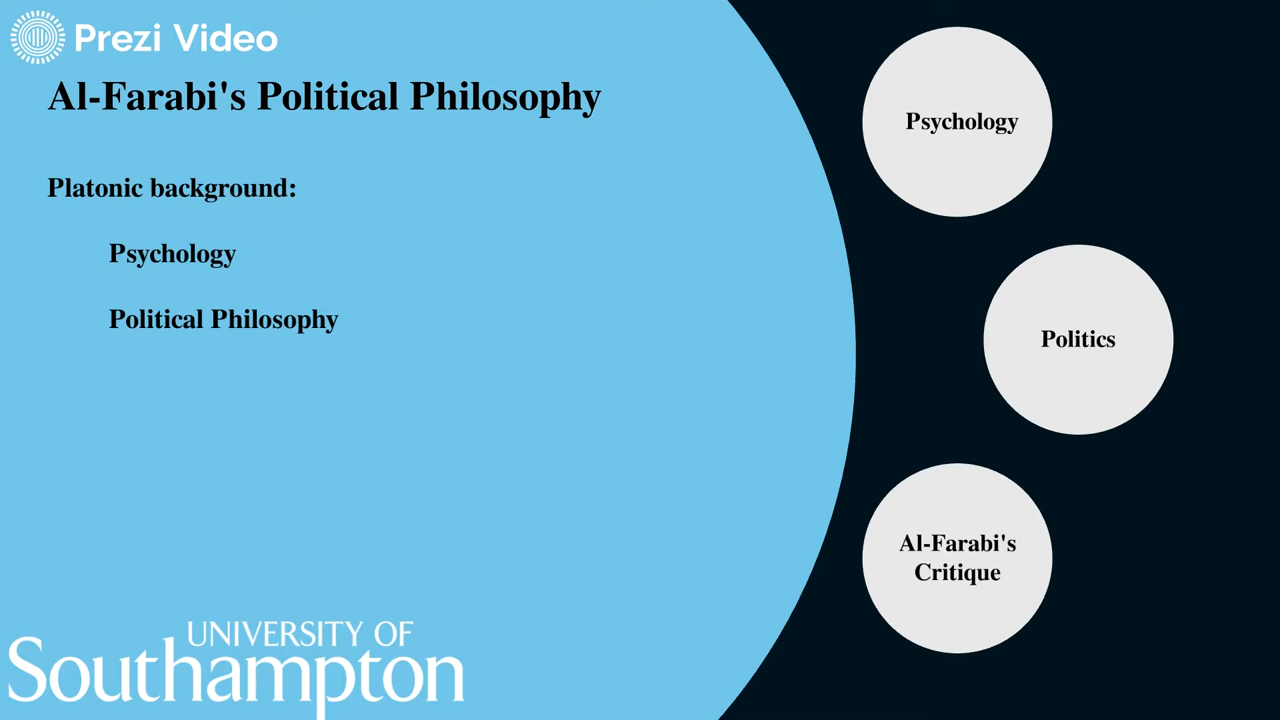 Prezi Video
Al-Farabi's Political Philosophy
Platonic background:
Psychology
Political Philosophy
UNIVERSITY OF
Southampton
Psychology
Politics
Al-Farabi's
Critique